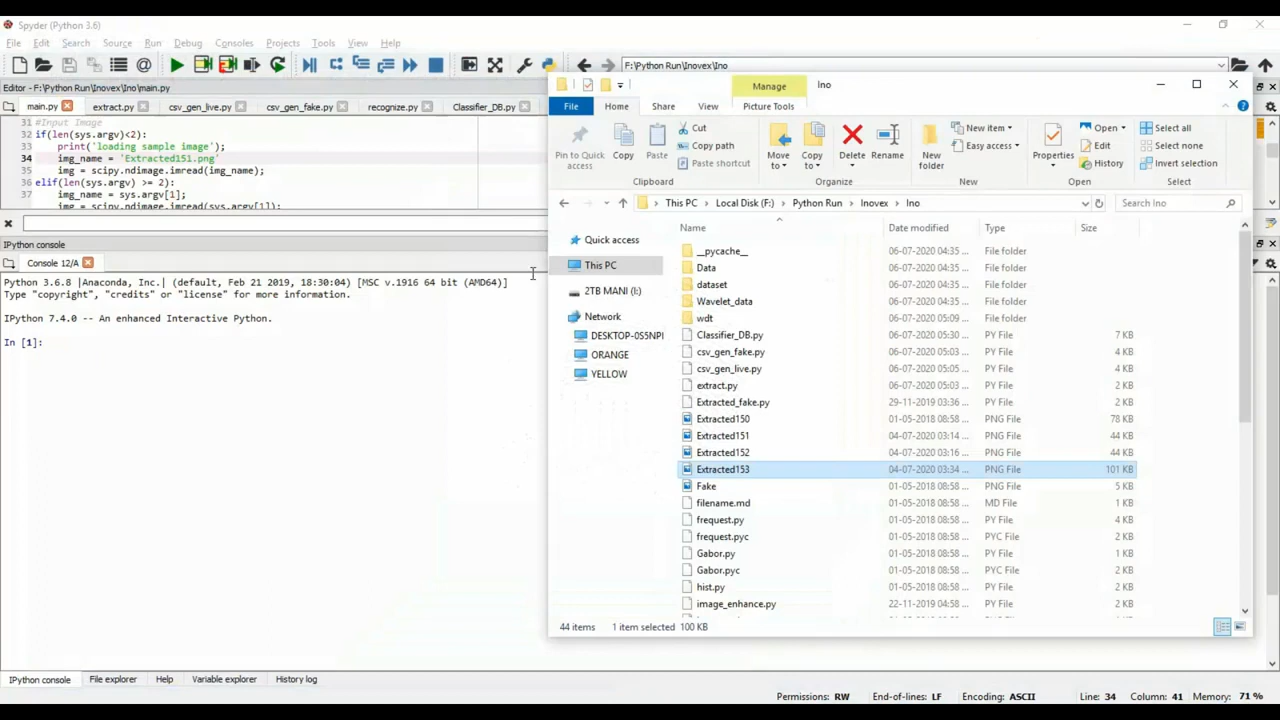 Spyder (Python 3.6)
File Edit Search Source Run Debug Consoles Projects Tools View Help
F:\Python Run\Inovex\Ino
Editor - F:\Python Run\Inovex\Ino\main.py
main.py extract.py csv_gen_live.py csv_gen_fake.py recognize.py Classifier_DB.py
31 #Input Image
32 if(len(sys.argv)<2):
33 print('loading sample image');
34 img_name = 'Extracted151.png'
35 img = scipy.ndimage.imread(img_name);
36 elif(len(sys.argv) >= 2):
37 img_name = sys.argv[1];
img = scipy.ndimage.imread(sys.argv[1]);
IPython console
Console 12/A
Python 3.6.8 |Anaconda, Inc.| (default, Feb 21 2019, 18:30:04) [MSC v.1916 64 bit (AMD64)]
Type "copyright", "credits" or "license" for more information.
IPython 7.4.0 -- An enhanced Interactive Python.
In [1]:
Manage Ino
File Home Share View Picture Tools
Pin to Quick access
Copy
Paste
Cut
Copy path
Paste shortcut
Move to
Copy to
Delete
Rename
New folder
New item
Easy access
Properties
Open
Edit
History
Select all
Select none
Invert selection
Clipboard Organize New Open Select
This PC Local Disk (F:) Python Run Inovex Ino Search Ino
Quick access
This PC
2TB MANI (I:)
Network
DESKTOP-0S5NPI
ORANGE
YELLOW
Name Date modified Type Size
__pycache__ 06-07-2020 04:35 ... File folder
Data 06-07-2020 04:35 ... File folder
dataset 06-07-2020 04:35 ... File folder
Wavelet_data 06-07-2020 04:35 ... File folder
wdt 06-07-2020 05:09 ... File folder
Classifier_DB.py 06-07-2020 05:30 ... PY File 7 KB
csv_gen_fake.py 06-07-2020 05:03 ... PY File 4 KB
csv_gen_live.py 06-07-2020 05:05 ... PY File 4 KB
extract.py 06-07-2020 05:03 ... PY File 2 KB
Extracted_fake.py 29-11-2019 03:36 ... PY File 2 KB
Extracted150 01-05-2018 08:58 ... PNG File 78 KB
Extracted151 04-07-2020 03:14 ... PNG File 44 KB
Extracted152 04-07-2020 03:16 ... PNG File 44 KB
Extracted153 04-07-2020 03:34 ... PNG File 101 KB
Fake 01-05-2018 08:58 ... PNG File 5 KB
filename.md 01-05-2018 08:58 ... MD File 1 KB
frequest.py 01-05-2018 08:58 ... PY File 4 KB
frequest.pyc 01-05-2018 08:58 ... PYC File 2 KB
Gabor.py 01-05-2018 08:58 ... PY File 1 KB
Gabor.pyc 01-05-2018 08:58 ... PYC File 2 KB
hist.py 01-05-2018 08:58 ... PY File 1 KB
image_enhance.py 22-11-2019 04:58 ... PY File 3 KB
44 items 1 item selected 100 KB
IPython console File explorer Help Variable explorer History log
Permissions: RW End-of-lines: LF Encoding: ASCII Line: 34 Column: 41 Memory: 71 %